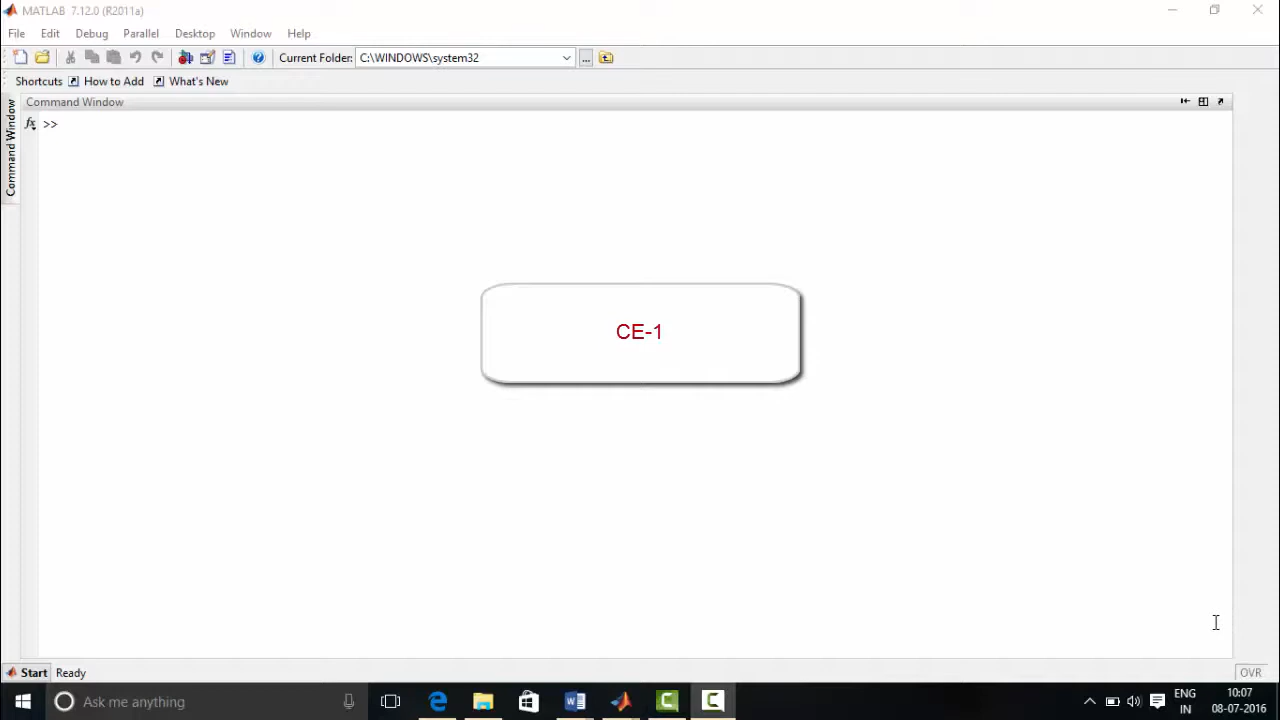 MATLAB 7.12.0 (R2011a)
File Edit Debug Parallel Desktop Window Help
Current Folder: C:\WINDOWS\system32 ...
Shortcuts How to Add What's New
Command Window
Command Window
fx >>
CE-1
Start Ready OVR
Ask me anything
ENG 10:07
IN 08-07-2016